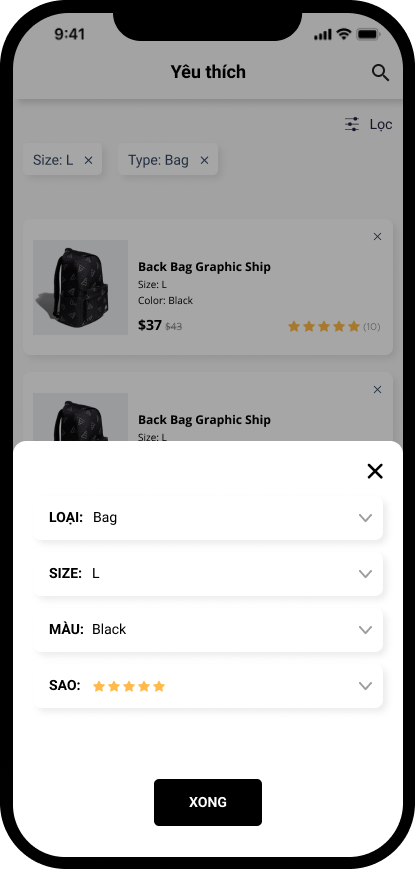 9:41
Yêu thích
Lọc
Size: L
Type: Bag
Back Bag Graphic Ship
Size: L
Color: Black
$37 $43
(10)
Back Bag Graphic Ship
Size: L
LOẠI: Bag
SIZE: L
MÀU: Black
SAO:
XONG